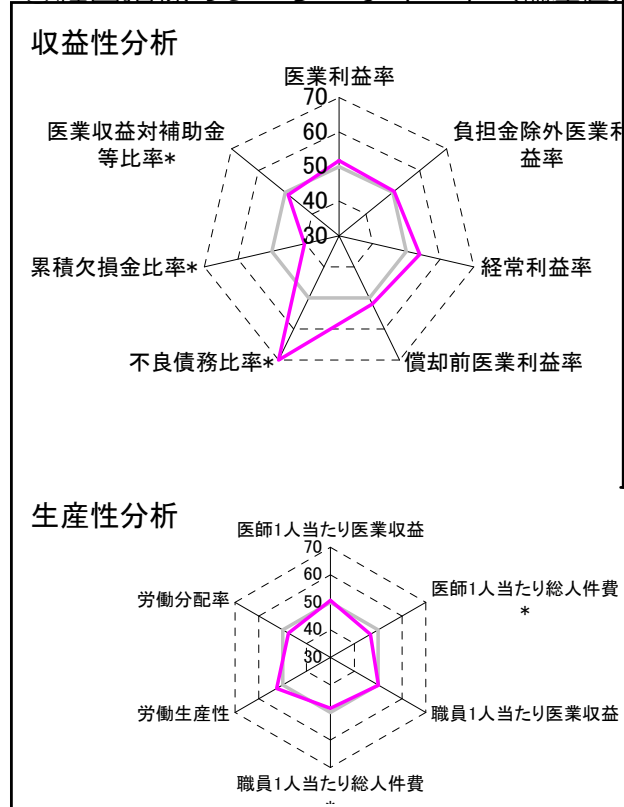 収益性分析
医業利益率
70
60
50
40
30
負担金除外医業利
益率
経常利益率
償却前医業利益率
不良債務比率*
累積欠損金比率*
医業収益対補助金
等比率*
生産性分析
医師1人当たり医業収益
70
60
50
40
30
医師1人当たり総人件費
*
職員1人当たり医業収益
職員1人当たり総人件費
*
労働生産性
労働分配率